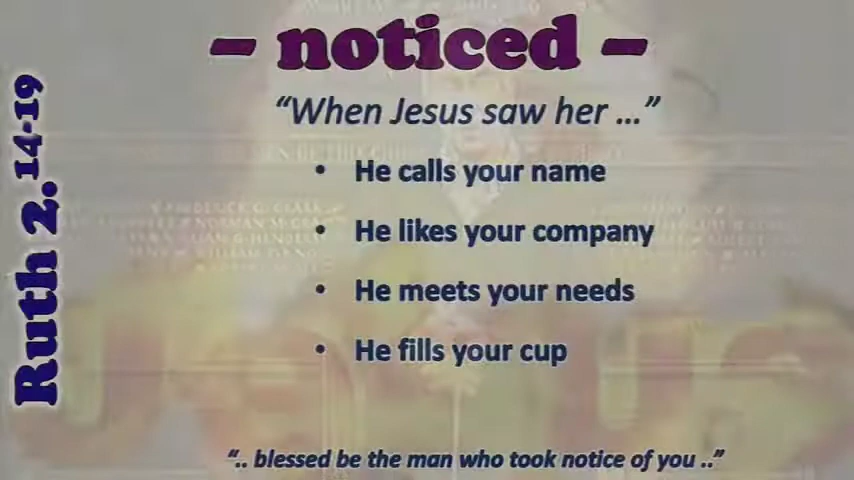 – noticed –
“When Jesus saw her ...”
• He calls your name
• He likes your company
• He meets your needs
• He fills your cup
“.. blessed be the man who took notice of you ..”
Ruth 2.14-19